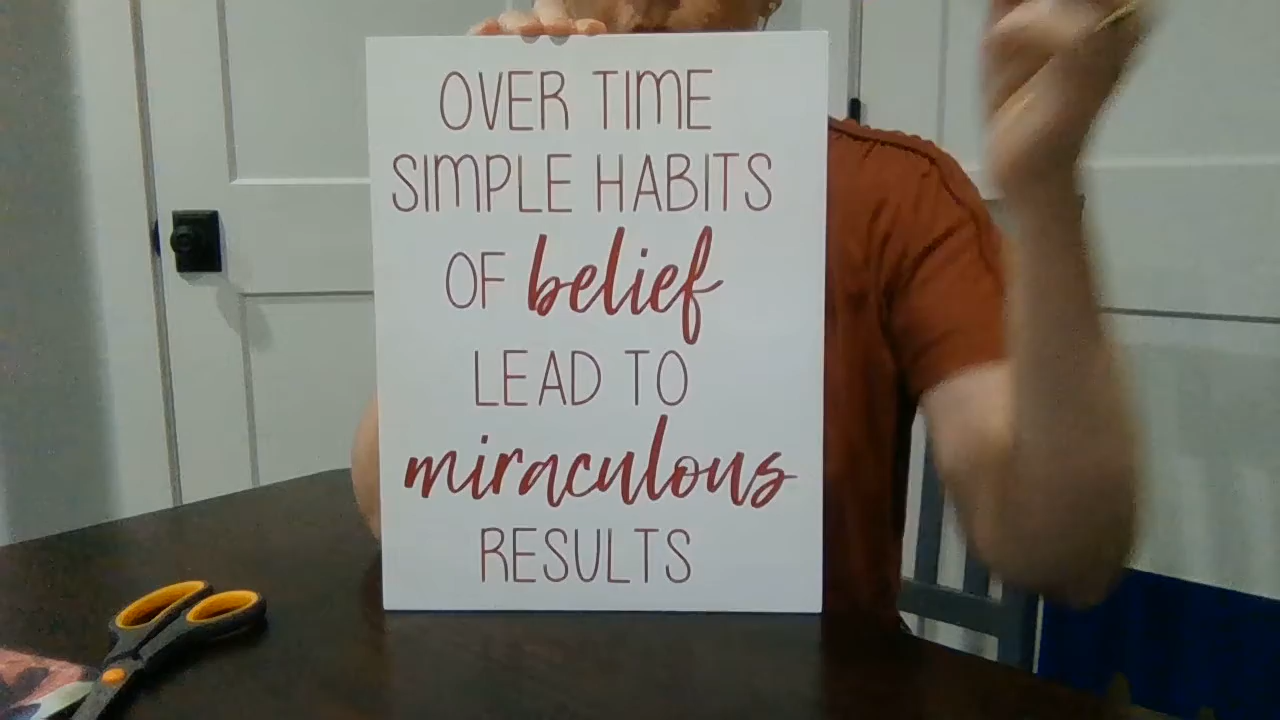 OVER TIME
SIMPLE HABITS
OF belief
LEAD TO
miraculous
RESULTS